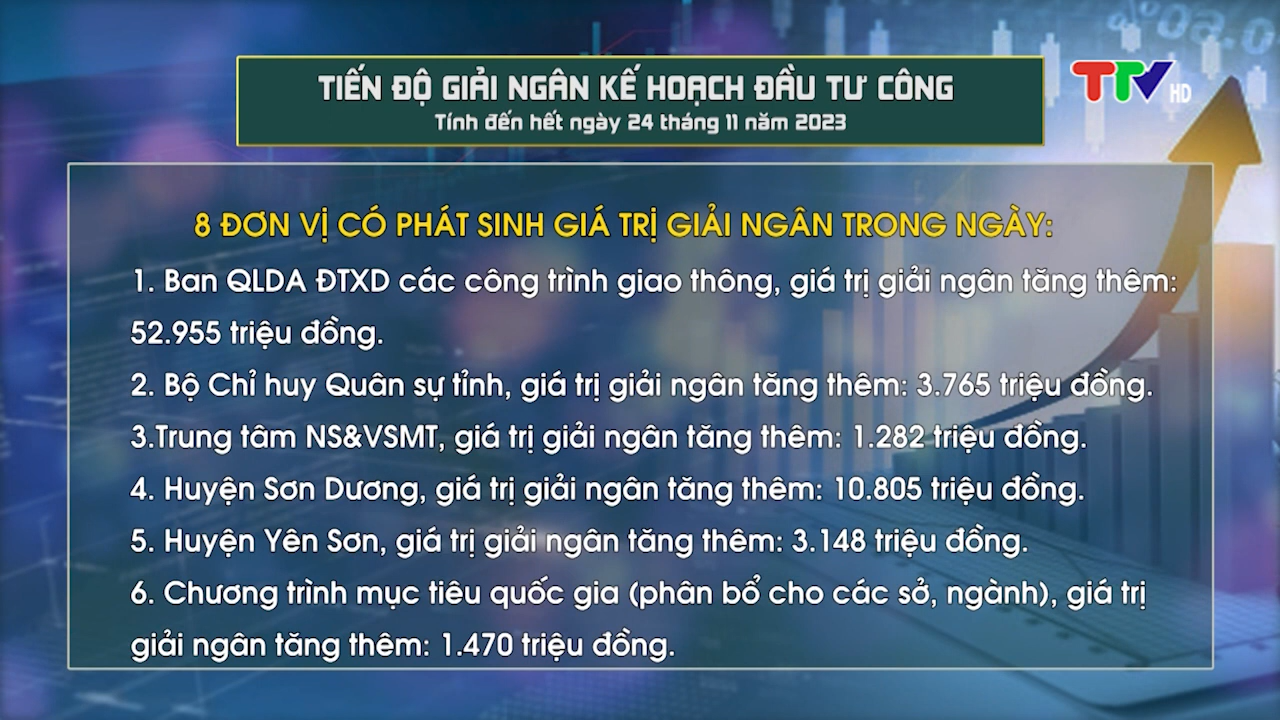 TIẾN ĐỘ GIẢI NGÂN KẾ HOẠCH ĐẦU TƯ CÔNG
Tính đến hết ngày 24 tháng 11 năm 2023
TTV HD
8 ĐƠN VỊ CÓ PHÁT SINH GIÁ TRỊ GIẢI NGÂN TRONG NGÀY:
1. Ban QLDA ĐTXD các công trình giao thông, giá trị giải ngân tăng thêm:
52.955 triệu đồng.
2. Bộ Chỉ huy Quân sự tỉnh, giá trị giải ngân tăng thêm: 3.765 triệu đồng.
3.Trung tâm NS&VSMT, giá trị giải ngân tăng thêm: 1.282 triệu đồng.
4. Huyện Sơn Dương, giá trị giải ngân tăng thêm: 10.805 triệu đồng.
5. Huyện Yên Sơn, giá trị giải ngân tăng thêm: 3.148 triệu đồng.
6. Chương trình mục tiêu quốc gia (phân bổ cho các sở, ngành), giá trị
giải ngân tăng thêm: 1.470 triệu đồng.